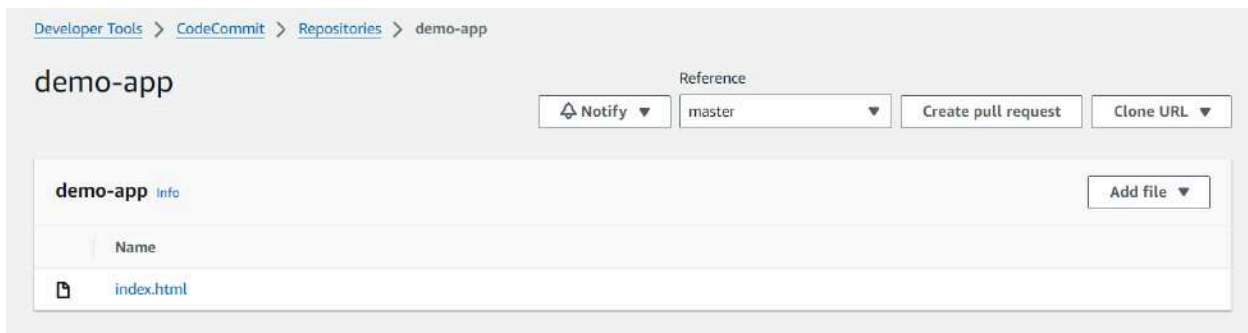 Developer Tools > CodeCommit > Repositories > demo-app
demo-app
Reference
Notify ▼ master ▼ Create pull request Clone URL ▼
demo-app Info
Add file ▼
Name
index.html